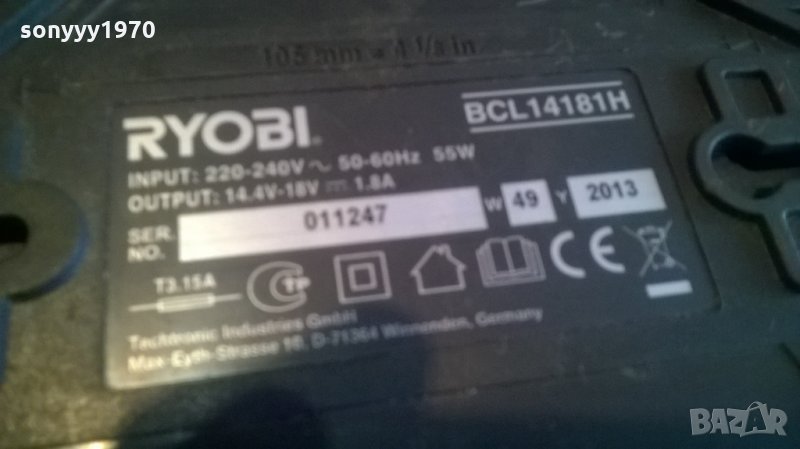 sonyyy1970
105 mm = 4 1/8 in.
RYOBI
BCL14181H
INPUT: 220-240V ~ 50-60Hz 55W
OUTPUT: 14.4V-18V ⎓ 1.8A
SER. NO. 011247 W 49 Y 2013
T3.15A
Techtronic Industries GmbH
Max-Eyth-Strasse 10, D-71364 Winnenden, Germany
BAZAR